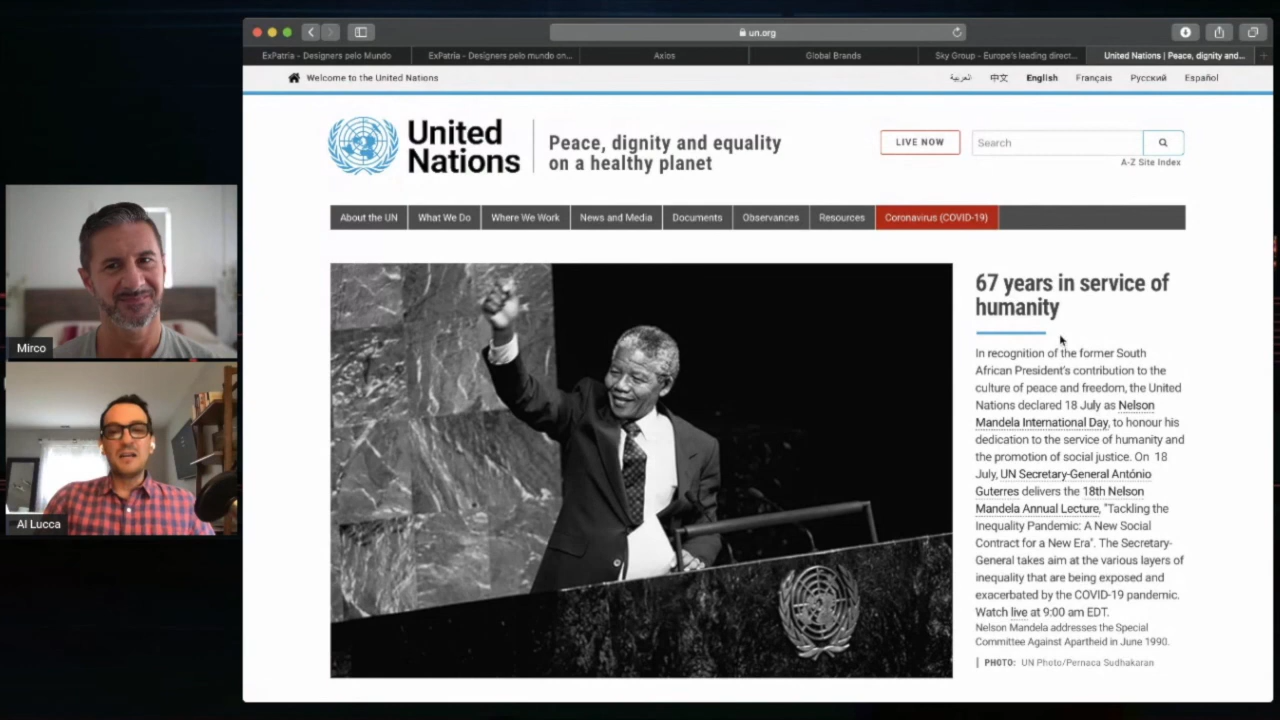 un.org
ExPatria - Designers pelo Mundo
ExPatria - Designers pelo mundo on...
Axios
Global Brands
Sky Group - Europe's leading direct...
United Nations | Peace, dignity and...
Welcome to the United Nations
العربية
中文
English
Français
Русский
Español
United
Nations
Peace, dignity and equality
on a healthy planet
LIVE NOW
Search
A-Z Site Index
About the UN
What We Do
Where We Work
News and Media
Documents
Observances
Resources
Coronavirus (COVID-19)
67 years in service of
humanity
In recognition of the former South
African President's contribution to the
culture of peace and freedom, the United
Nations declared 18 July as Nelson
Mandela International Day, to honour his
dedication to the service of humanity and
the promotion of social justice. On 18
July, UN Secretary-General António
Guterres delivers the 18th Nelson
Mandela Annual Lecture, "Tackling the
Inequality Pandemic: A New Social
Contract for a New Era". The Secretary-
General takes aim at the various layers of
inequality that are being exposed and
exacerbated by the COVID-19 pandemic.
Watch live at 9:00 am EDT.
Nelson Mandela addresses the Special
Committee Against Apartheid in June 1990.
PHOTO: UN Photo/Pernaca Sudhakaran
Mirco
Al Lucca